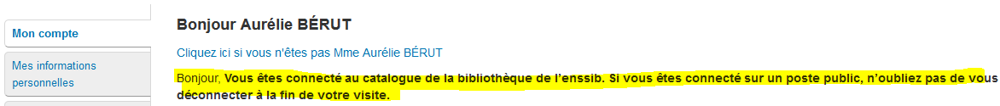 Bonjour Aurélie BÉRUT
Mon compte
Cliquez ici si vous n'êtes pas Mme Aurélie BÉRUT
Mes informations
personnelles
Bonjour, Vous êtes connecté au catalogue de la bibliothèque de l'enssib. Si vous êtes connecté sur un poste public, n'oubliez pas de vous
déconnecter à la fin de votre visite.